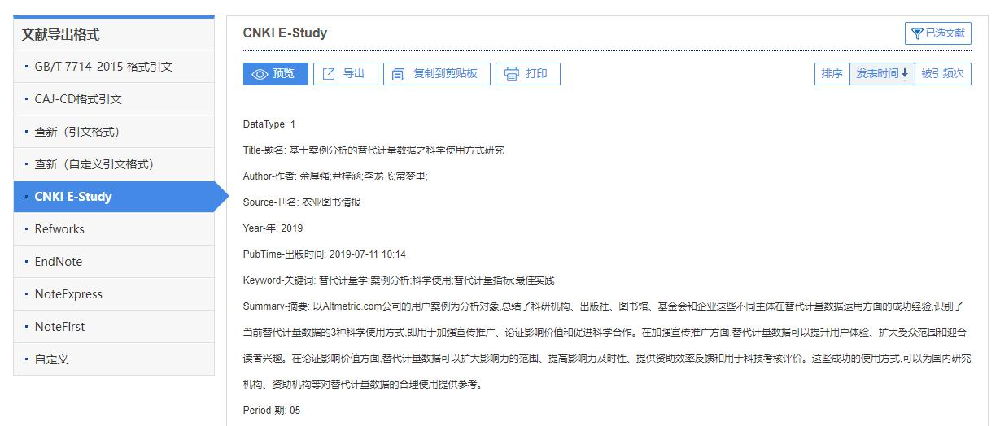 文献导出格式
GB/T 7714-2015 格式引文
CAJ-CD格式引文
查新（引文格式）
查新（自定义引文格式）
CNKI E-Study
Refworks
EndNote
NoteExpress
NoteFirst
自定义
CNKI E-Study
已选文献
预览 导出 复制到剪贴板 打印
排序 发表时间 被引频次
DataType: 1
Title-题名: 基于案例分析的替代计量数据之科学使用方式研究
Author-作者: 余厚强;尹梓涵;李龙飞;常梦里;
Source-刊名: 农业图书情报
Year-年: 2019
PubTime-出版时间: 2019-07-11 10:14
Keyword-关键词: 替代计量学;案例分析;科学使用;替代计量指标;最佳实践
Summary-摘要: 以Altmetric.com公司的用户案例为分析对象,总结了科研机构、出版社、图书馆、基金会和企业这些不同主体在替代计量数据运用方面的成功经验,识别了
当前替代计量数据的3种科学使用方式,即用于加强宣传推广、论证影响价值和促进科学合作。在加强宣传推广方面,替代计量数据可以提升用户体验、扩大受众范围和迎合
读者兴趣。在论证影响价值方面,替代计量数据可以扩大影响力的范围、提高影响力及时性、提供资助效率反馈和用于科技考核评价。这些成功的使用方式,可以为国内研究
机构、资助机构等对替代计量数据的合理使用提供参考。
Period-期: 05